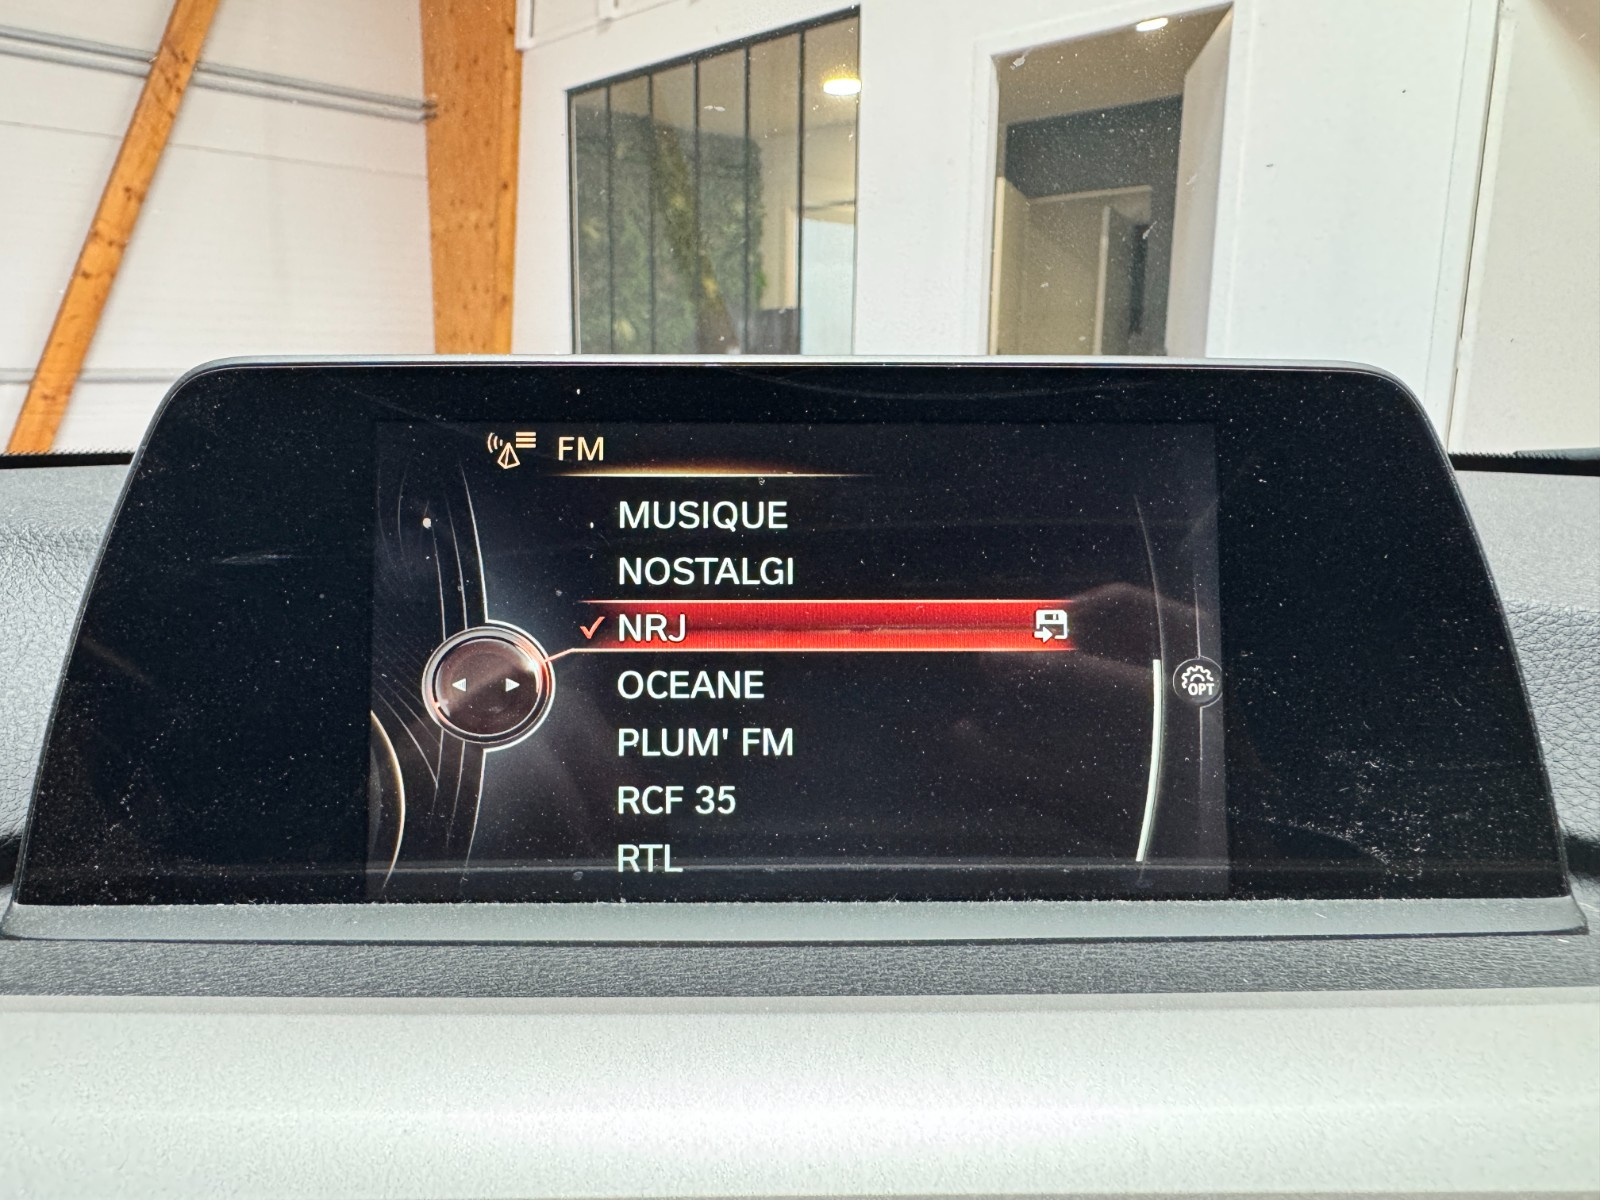 FM
MUSIQUE
NOSTALGI
NRJ
OCEANE
PLUM' FM
RCF 35
RTL
OPT